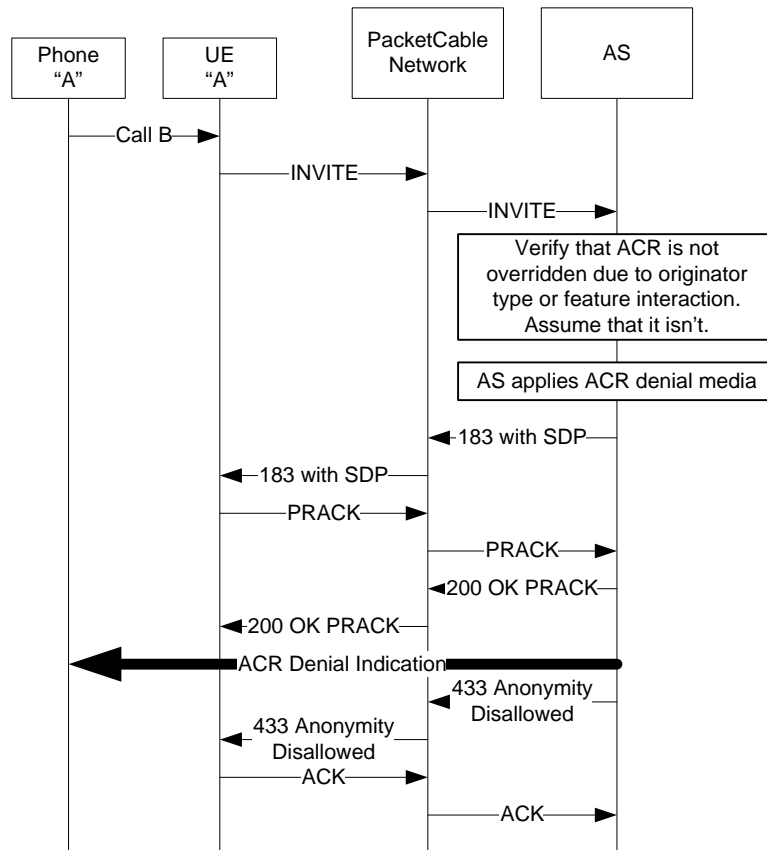 Phone
“A”
UE
“A”
PacketCable
Network
AS
Call B
INVITE
INVITE
Verify that ACR is not
overridden due to originator
type or feature interaction.
Assume that it isn't.
AS applies ACR denial media
183 with SDP
183 with SDP
PRACK
PRACK
200 OK PRACK
200 OK PRACK
ACR Denial Indication
433 Anonymity
Disallowed
433 Anonymity
Disallowed
ACK
ACK